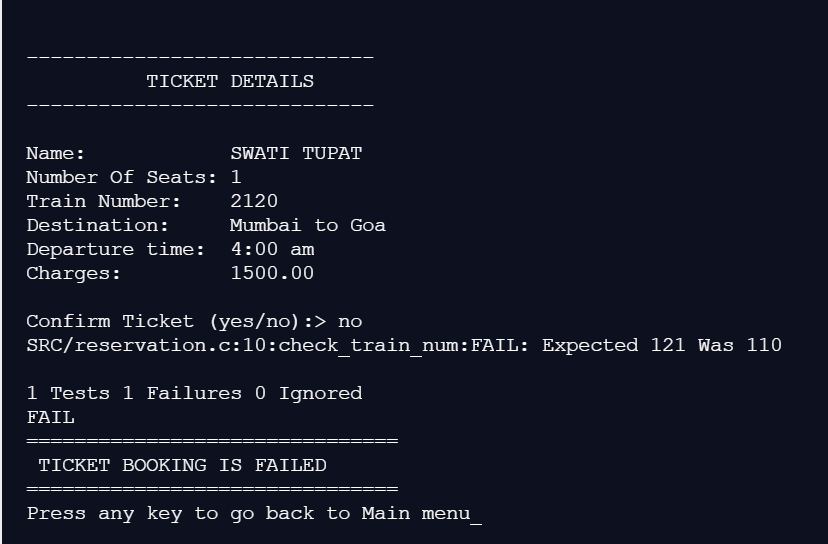 -----------------------------
TICKET DETAILS
-----------------------------
Name: SWATI TUPAT
Number Of Seats: 1
Train Number: 2120
Destination: Mumbai to Goa
Departure time: 4:00 am
Charges: 1500.00
Confirm Ticket (yes/no):> no
SRC/reservation.c:10:check_train_num:FAIL: Expected 121 Was 110
1 Tests 1 Failures 0 Ignored
FAIL
===============================
TICKET BOOKING IS FAILED
===============================
Press any key to go back to Main menu_